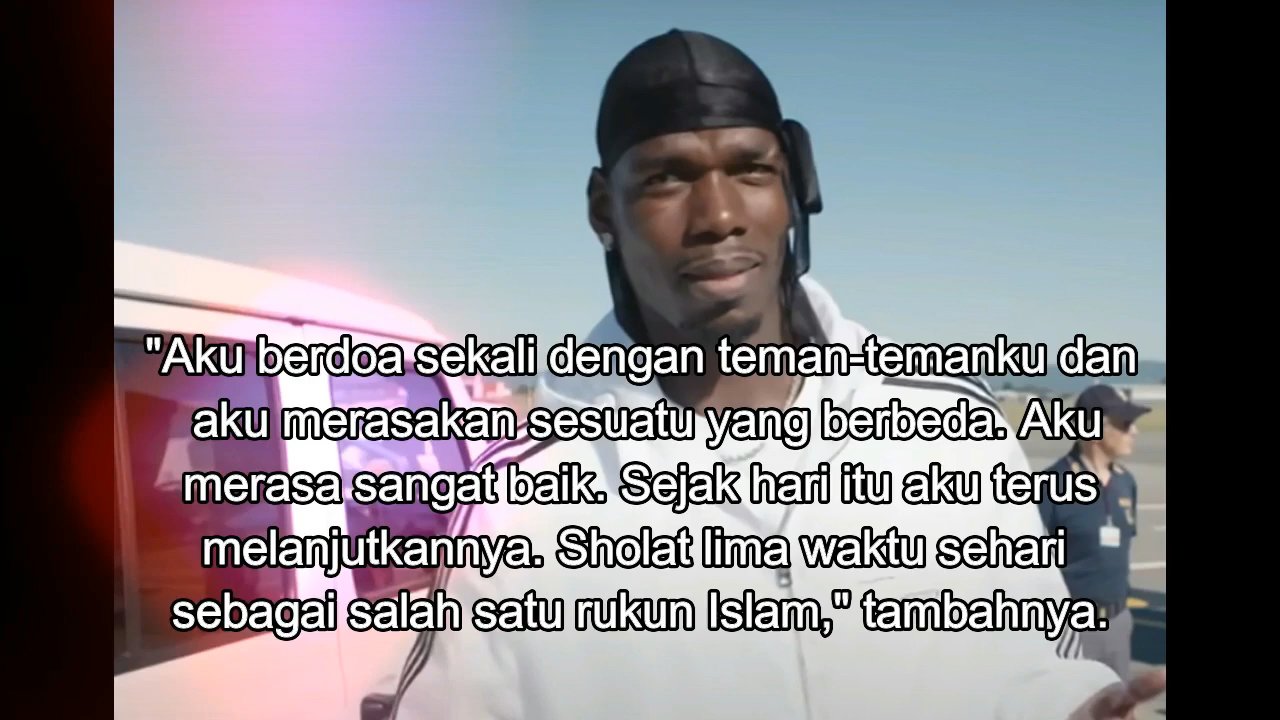 "Aku berdoa sekali dengan teman-temanku dan
aku merasakan sesuatu yang berbeda. Aku
merasa sangat baik. Sejak hari itu aku terus
melanjutkannya. Sholat lima waktu sehari
sebagai salah satu rukun Islam," tambahnya.